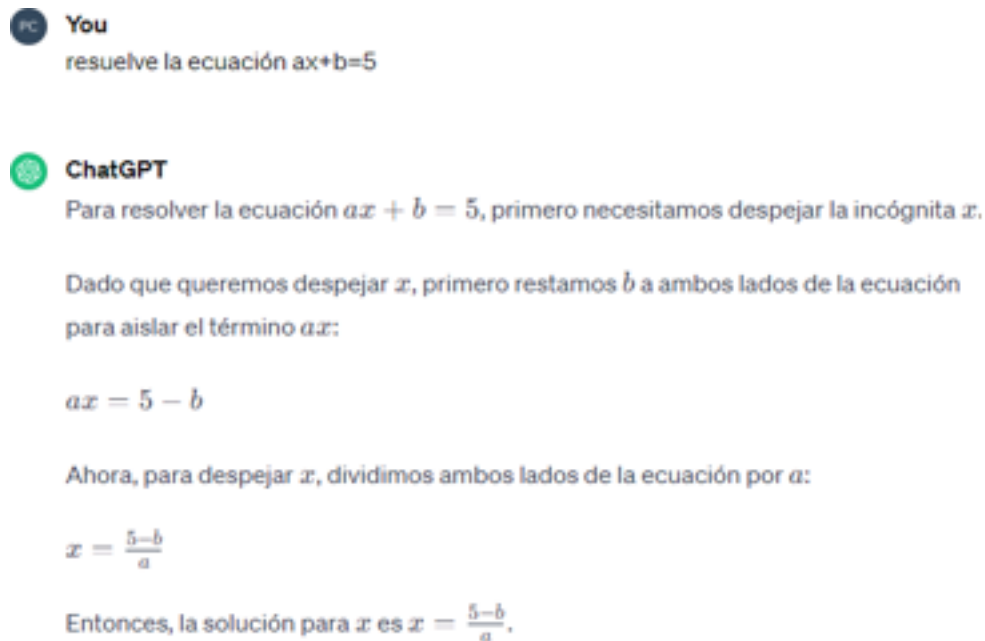 PC
You
resuelve la ecuación ax+b=5
ChatGPT
Para resolver la ecuación ax + b = 5, primero necesitamos despejar la incógnita x.
Dado que queremos despejar x, primero restamos b a ambos lados de la ecuación
para aislar el término ax:
ax = 5 − b
Ahora, para despejar x, dividimos ambos lados de la ecuación por a:
x = \frac{5−b}{a}
Entonces, la solución para x es x = \frac{5−b}{a}.